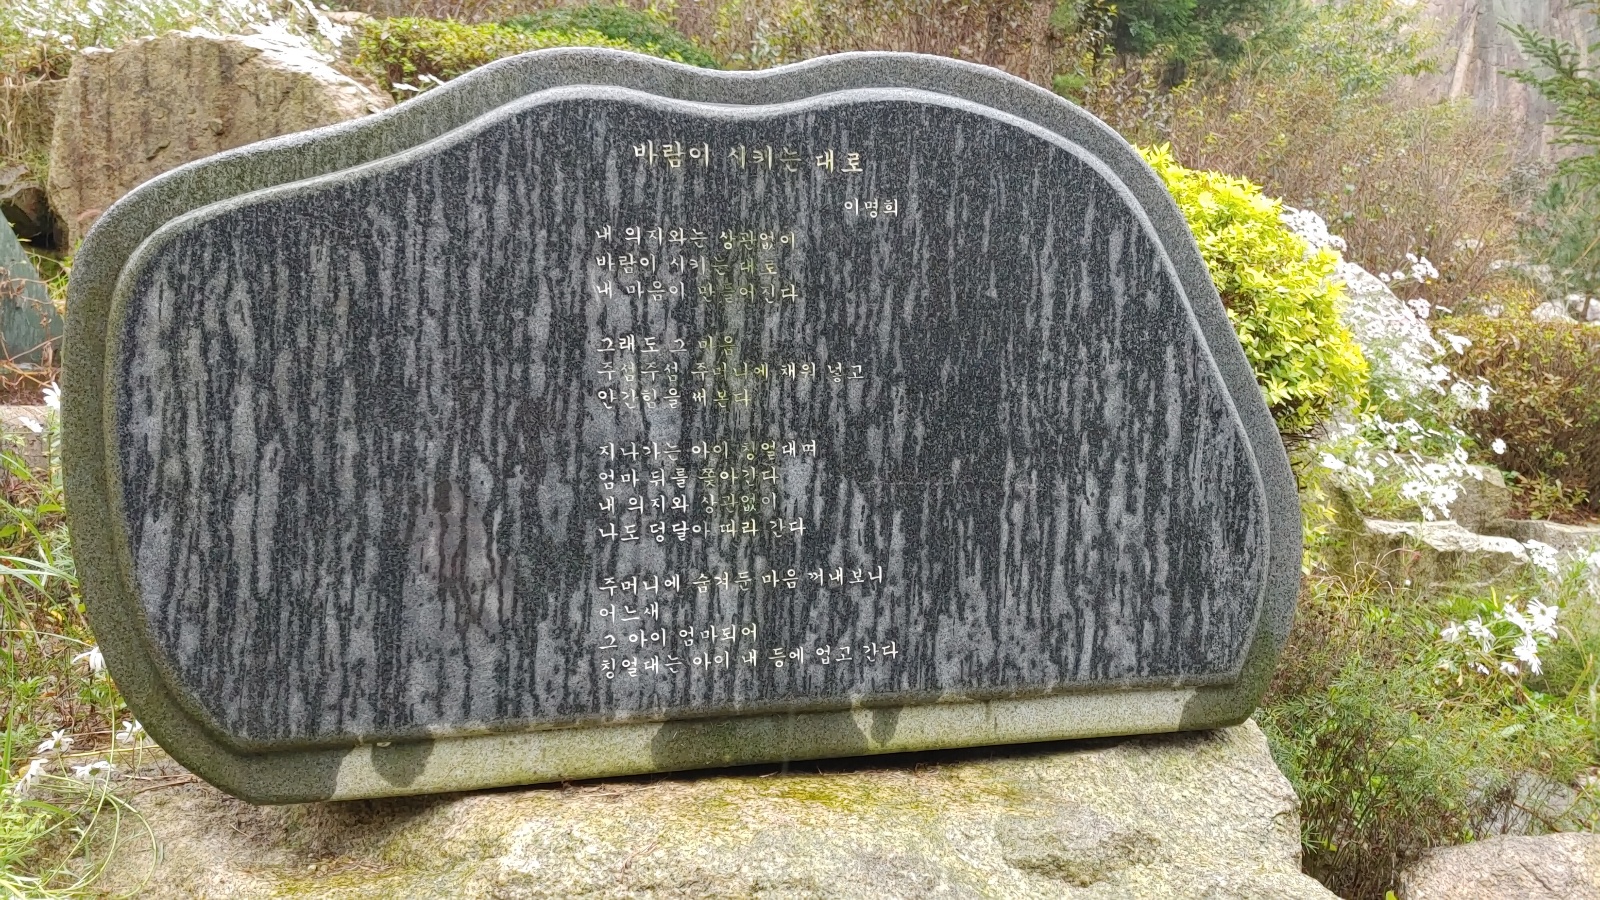 바람이 시키는 대로
이명희
내 의지와는 상관없이
바람이 시키는 대로
내 마음이 만들어진다
그래도 그 마음
주섬주섬 주머니에 채워 넣고
안간힘을 써 본다
지나가는 아이 칭얼대며
엄마 뒤를 쫓아간다
내 의지와 상관없이
나도 덩달아 따라 간다
주머니에 숨겨둔 마음 꺼내보니
어느새
그 아이 엄마되어
칭얼대는 아이 내 등에 업고 간다